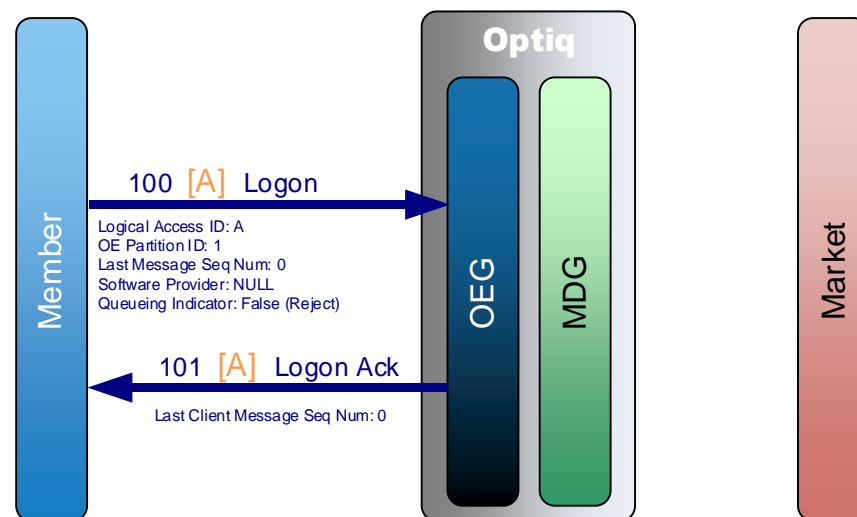 Optiq
100 [A] Logon
Logical Access ID: A
OE Partition ID: 1
Last Message Seq Num: 0
Software Provider: NULL
Queueing Indicator: False (Reject)
Member
OEG
MDG
Market
101 [A] Logon Ack
Last Client Message Seq Num: 0